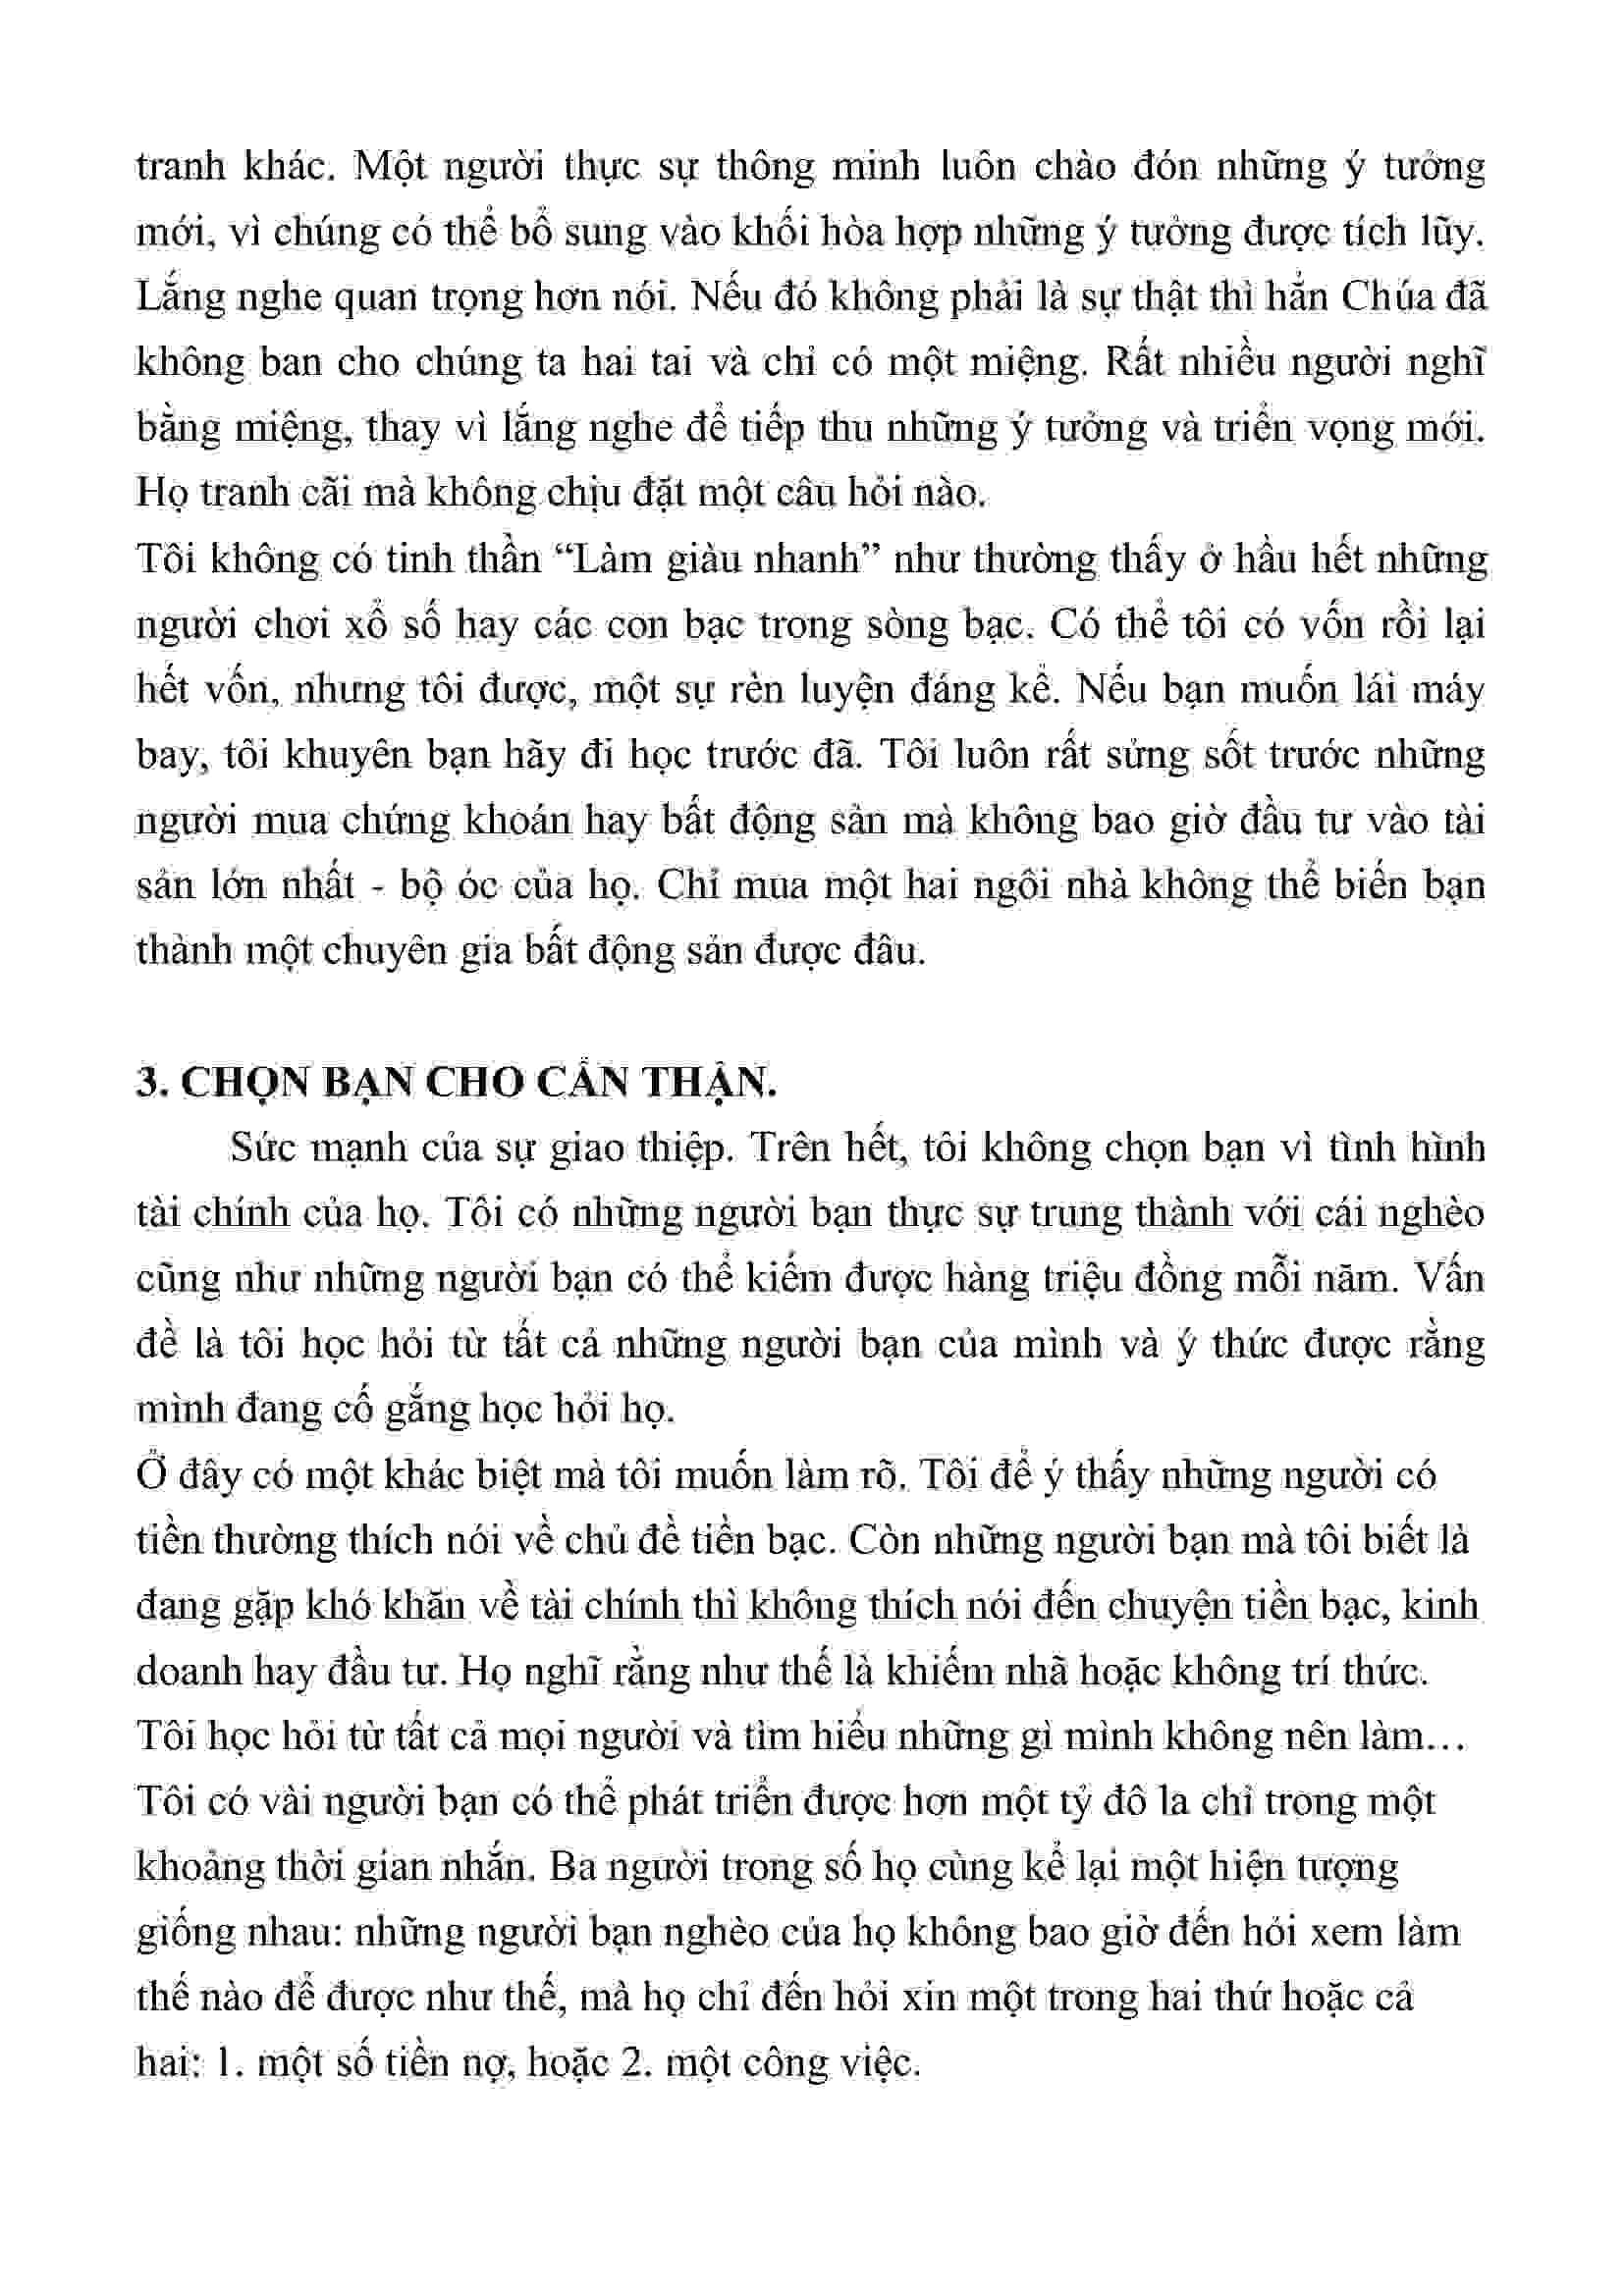 tranh khác. Một người thực sự thông minh luôn chào đón những ý tưởng
mới, vì chúng có thể bổ sung vào khối hòa hợp những ý tưởng được tích lũy.
Lắng nghe quan trọng hơn nói. Nếu đó không phải là sự thật thì hẳn Chúa đã
không ban cho chúng ta hai tai và chỉ có một miệng. Rất nhiều người nghĩ
bằng miệng, thay vì lắng nghe để tiếp thu những ý tưởng và triển vọng mới.
Họ tranh cãi mà không chịu đặt một câu hỏi nào.
Tôi không có tinh thần “Làm giàu nhanh” như thường thấy ở hầu hết những
người chơi xổ số hay các con bạc trong sòng bạc. Có thể tôi có vốn rồi lại
hết vốn, nhưng tôi được, một sự rèn luyện đáng kể. Nếu bạn muốn lái máy
bay, tôi khuyên bạn hãy đi học trước đã. Tôi luôn rất sửng sốt trước những
người mua chứng khoán hay bất động sản mà không bao giờ đầu tư vào tài
sản lớn nhất - bộ óc của họ. Chỉ mua một hai ngôi nhà không thể biến bạn
thành một chuyên gia bất động sản được đâu.
3. CHỌN BẠN CHO CẨN THẬN.
Sức mạnh của sự giao thiệp. Trên hết, tôi không chọn bạn vì tình hình
tài chính của họ. Tôi có những người bạn thực sự trung thành với cái nghèo
cũng như những người bạn có thể kiếm được hàng triệu đồng mỗi năm. Vấn
đề là tôi học hỏi từ tất cả những người bạn của mình và ý thức được rằng
mình đang cố gắng học hỏi họ.
Ở đây có một khác biệt mà tôi muốn làm rõ. Tôi để ý thấy những người có
tiền thường thích nói về chủ đề tiền bạc. Còn những người bạn mà tôi biết là
đang gặp khó khăn về tài chính thì không thích nói đến chuyện tiền bạc, kinh
doanh hay đầu tư. Họ nghĩ rằng như thế là khiếm nhã hoặc không trí thức.
Tôi học hỏi từ tất cả mọi người và tìm hiểu những gì mình không nên làm…
Tôi có vài người bạn có thể phát triển được hơn một tỷ đô la chỉ trong một
khoảng thời gian nhắn. Ba người trong số họ cùng kể lại một hiện tượng
giống nhau: những người bạn nghèo của họ không bao giờ đến hỏi xem làm
thế nào để được như thế, mà họ chỉ đến hỏi xin một trong hai thứ hoặc cả
hai: 1. một số tiền nợ, hoặc 2. một công việc.